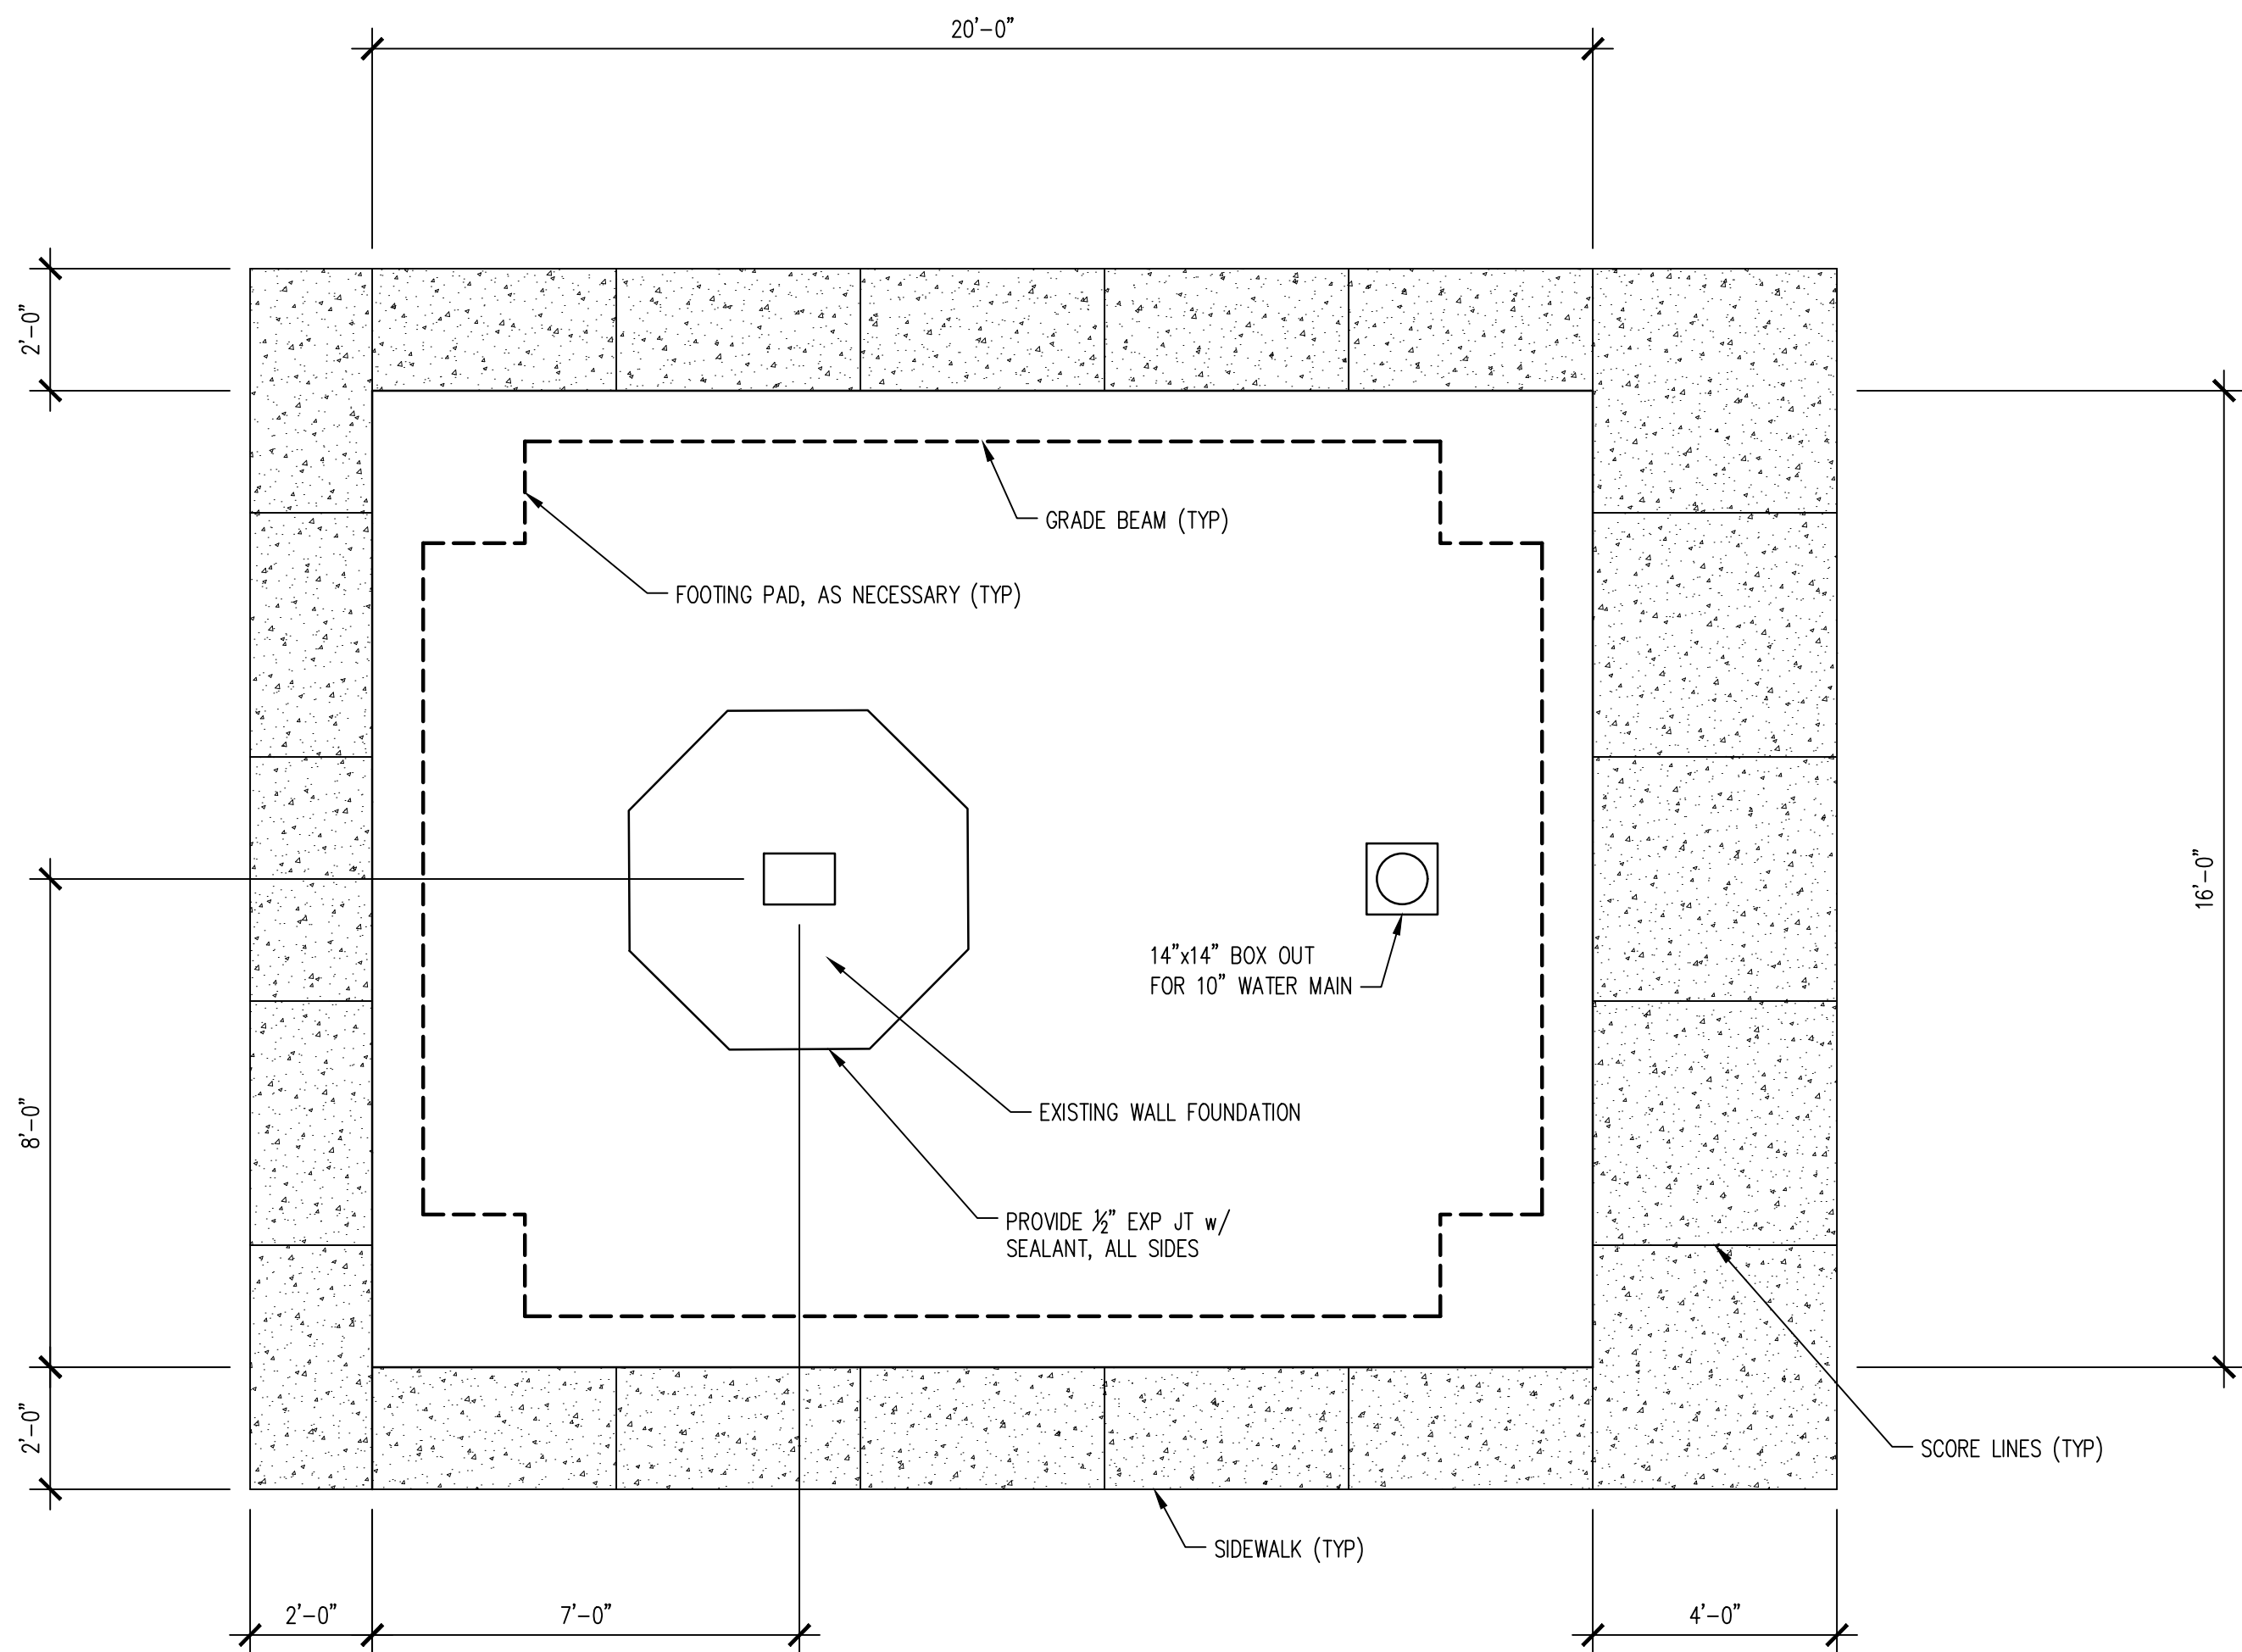 20'-0"
2'-0"
GRADE BEAM (TYP)
FOOTING PAD, AS NECESSARY (TYP)
16'-0"
14"x14" BOX OUT
FOR 10" WATER MAIN
8'-0"
EXISTING WALL FOUNDATION
PROVIDE ½" EXP JT w/
SEALANT, ALL SIDES
2'-0"
SCORE LINES (TYP)
SIDEWALK (TYP)
2'-0"
7'-0"
4'-0"